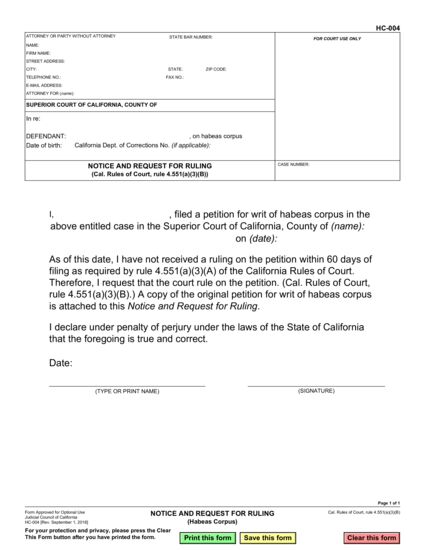 HC-004
ATTORNEY OR PARTY WITHOUT ATTORNEY STATE BAR NUMBER: FOR COURT USE ONLY
NAME:
FIRM NAME:
STREET ADDRESS:
CITY: STATE: ZIP CODE:
TELEPHONE NO.: FAX NO.:
E-MAIL ADDRESS:
ATTORNEY FOR (name):
SUPERIOR COURT OF CALIFORNIA, COUNTY OF
In re:
DEFENDANT: , on habeas corpus
Date of birth: California Dept. of Corrections No. (if applicable):
NOTICE AND REQUEST FOR RULING
(Cal. Rules of Court, rule 4.551(a)(3)(B))
CASE NUMBER:
I, , filed a petition for writ of habeas corpus in the
above entitled case in the Superior Court of California, County of (name):
on (date):
As of this date, I have not received a ruling on the petition within 60 days of
filing as required by rule 4.551(a)(3)(A) of the California Rules of Court.
Therefore, I request that the court rule on the petition. (Cal. Rules of Court,
rule 4.551(a)(3)(B).) A copy of the original petition for writ of habeas corpus
is attached to this Notice and Request for Ruling.
I declare under penalty of perjury under the laws of the State of California
that the foregoing is true and correct.
Date:
(TYPE OR PRINT NAME) (SIGNATURE)
Page 1 of 1
Form Approved for Optional Use
Judicial Council of California
HC-004 [Rev. September 1, 2018]
NOTICE AND REQUEST FOR RULING
(Habeas Corpus)
Cal. Rules of Court, rule 4.551(a)(3)(B)
For your protection and privacy, please press the Clear
This Form button after you have printed the form.
Print this form Save this form Clear this form